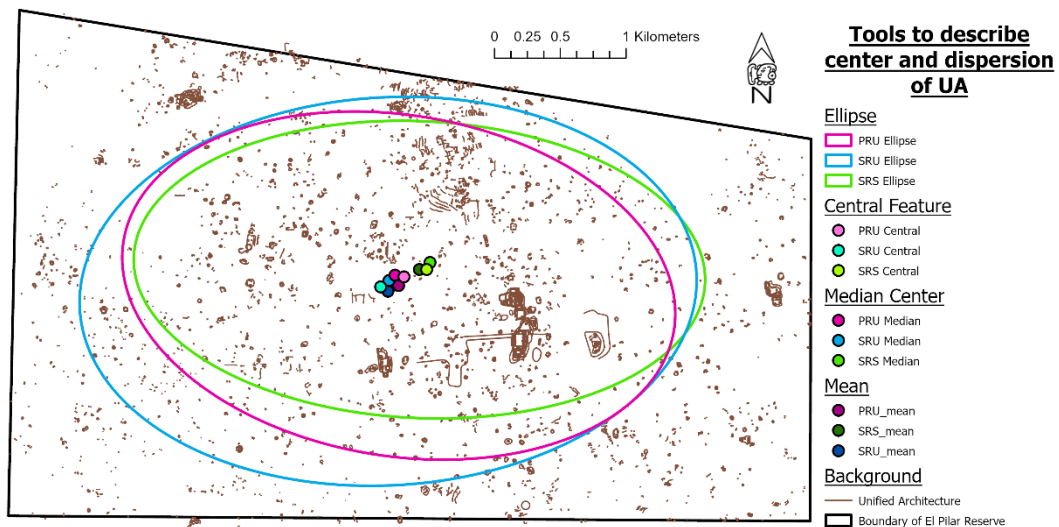 0 0.25 0.5 1 Kilometers
N
Tools to describe
center and dispersion
of UA
Ellipse
PRU Ellipse
SRU Ellipse
SRS Ellipse
Central Feature
PRU Central
SRU Central
SRS Central
Median Center
PRU Median
SRU Median
SRS Median
Mean
PRU_mean
SRS_mean
SRU_mean
Background
Unified Architecture
Boundary of El Pilar Reserve